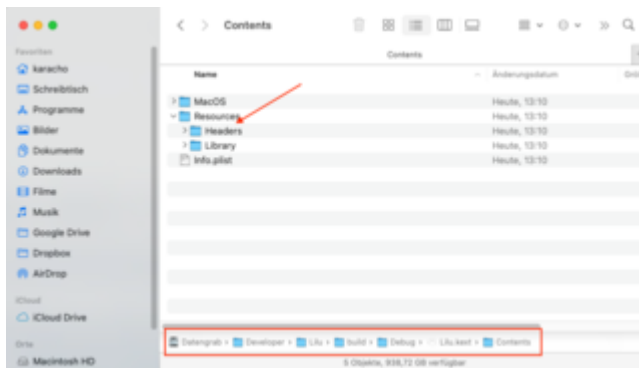 Contents
Contents
Favoriten
karacho
Schreibtisch
Programme
Bilder
Dokumente
Downloads
Filme
Musik
Google Drive
Dropbox
AirDrop
iCloud
iCloud Drive
Orte
Macintosh HD
Name Änderungsdatum
MacOS Heute, 13:10
Resources Heute, 13:10
Headers Heute, 13:10
Library Heute, 13:10
Info.plist Heute, 13:10
Datengrab › Developer › Lilu › build › Debug › Lilu.kext › Contents
5 Objekte, 938,72 GB verfügbar